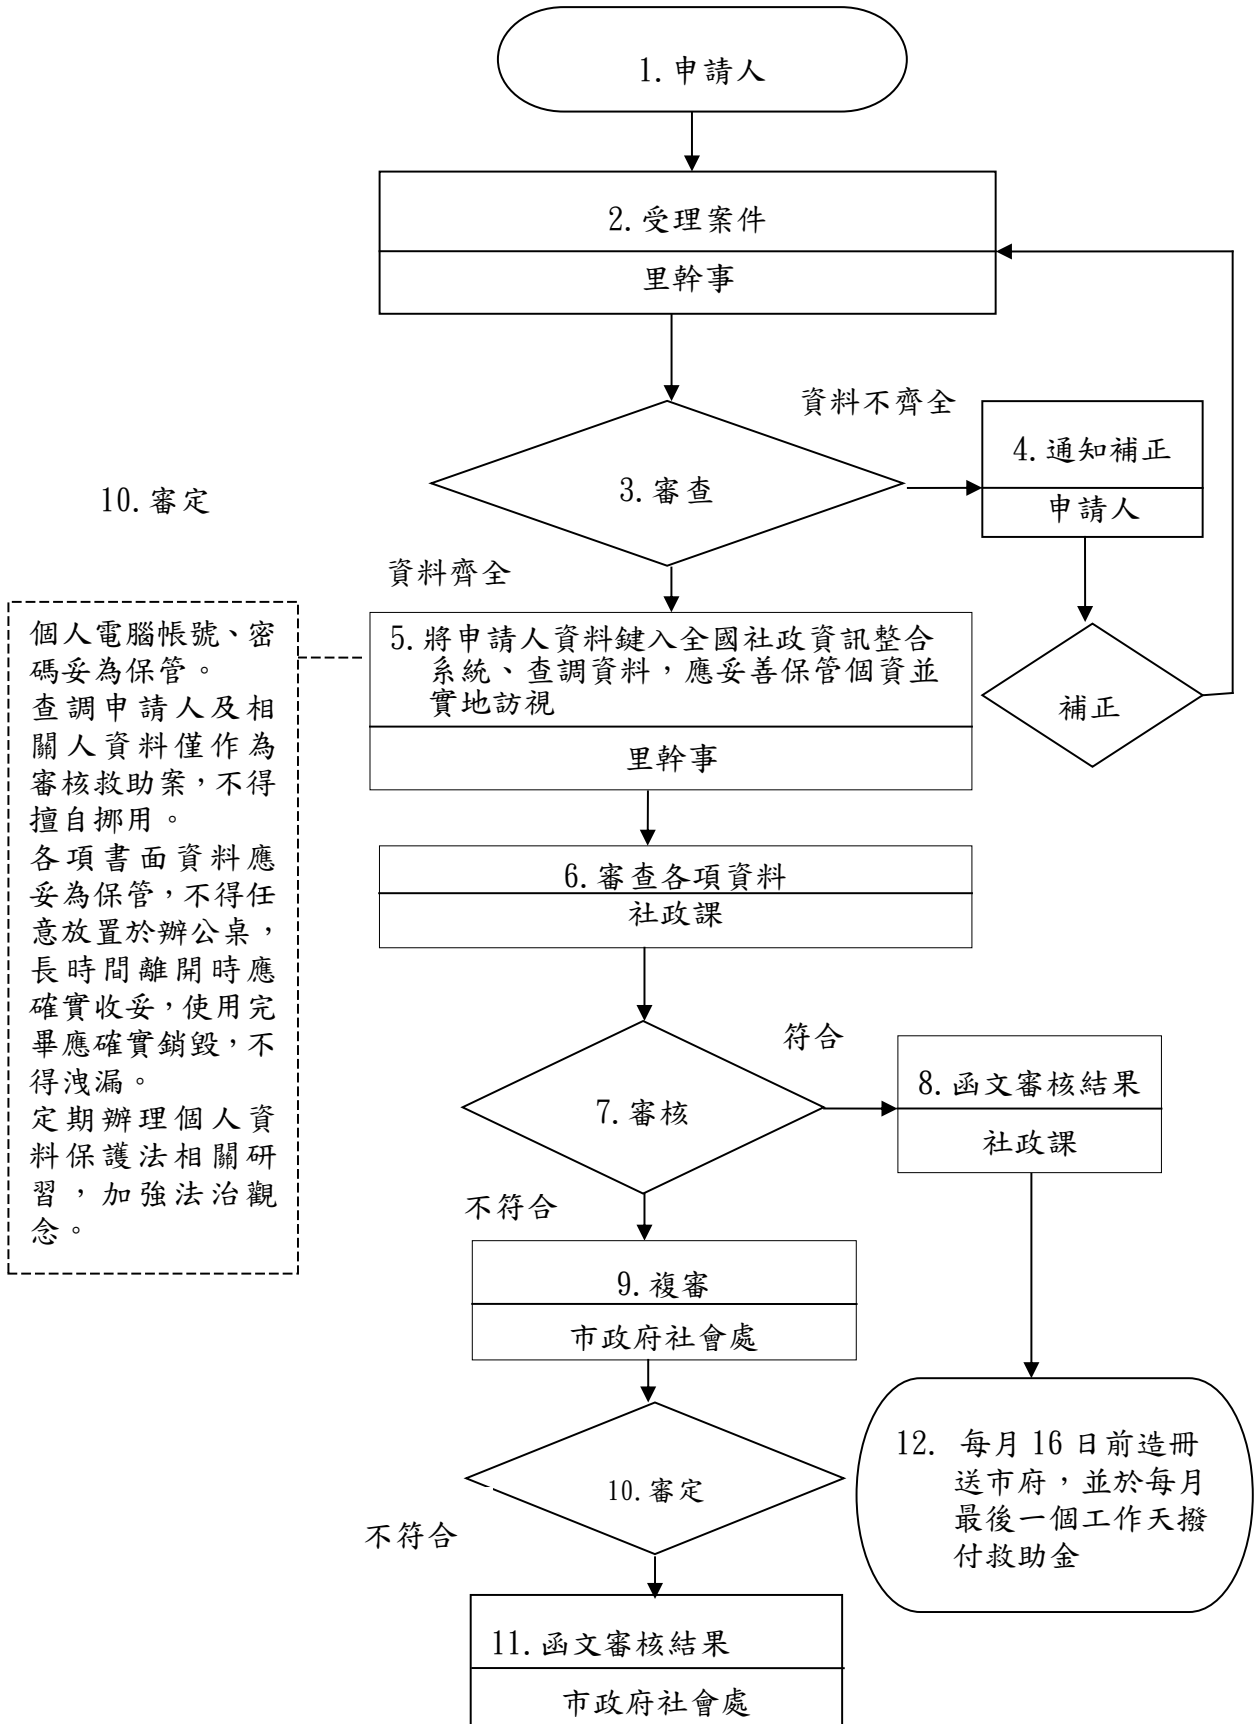 1.申請人
2.受理案件
里幹事
資料不齊全
3.審查
4.通知補正
申請人
10.審定
資料齊全
補正
個人電腦帳號、密
碼妥為保管。
查調申請人及相
關人資料僅作為
審核救助案，不得
擅自挪用。
各項書面資料應
妥為保管，不得任
意放置於辦公桌，
長時間離開時應
確實收妥，使用完
畢應確實銷毀，不
得洩漏。
定期辦理個人資
料保護法相關研
習，加強法治觀
念。
5.將申請人資料鍵入全國社政資訊整合
系統、查調資料，應妥善保管個資並
實地訪視
里幹事
6.審查各項資料
社政課
7.審核
符合
8.函文審核結果
社政課
不符合
9.複審
市政府社會處
10.審定
不符合
12. 每月 16 日前造冊
送市府，並於每月
最後一個工作天撥
付救助金
11.函文審核結果
市政府社會處